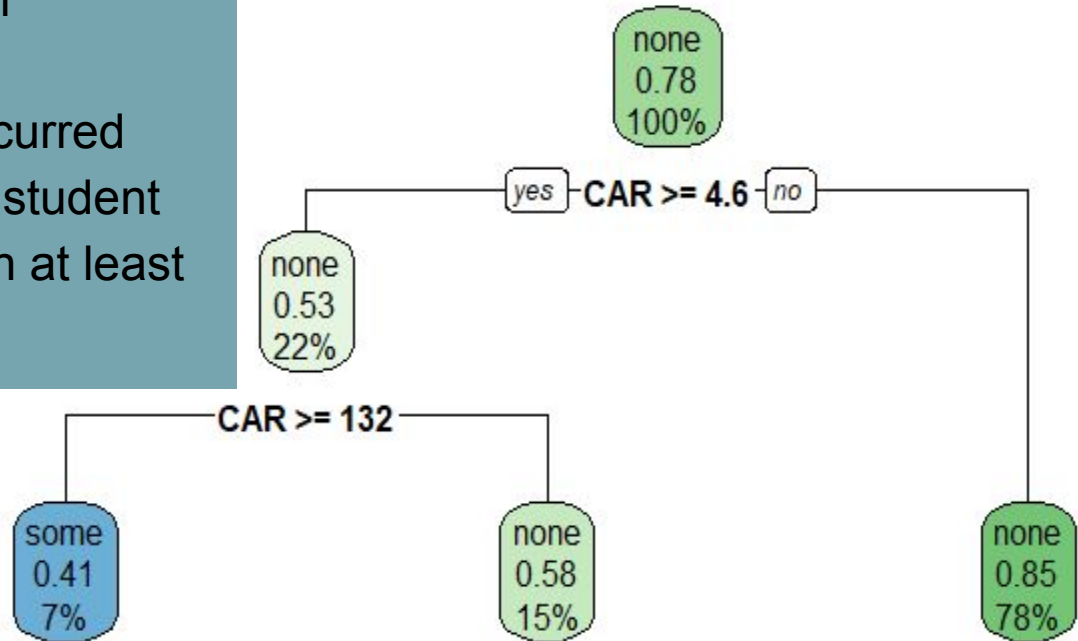 curred
student
n at least
none
0.78
100%
yes CAR >= 4.6 no
none
0.53
22%
CAR >= 132
some
0.41
7%
none
0.58
15%
none
0.85
78%